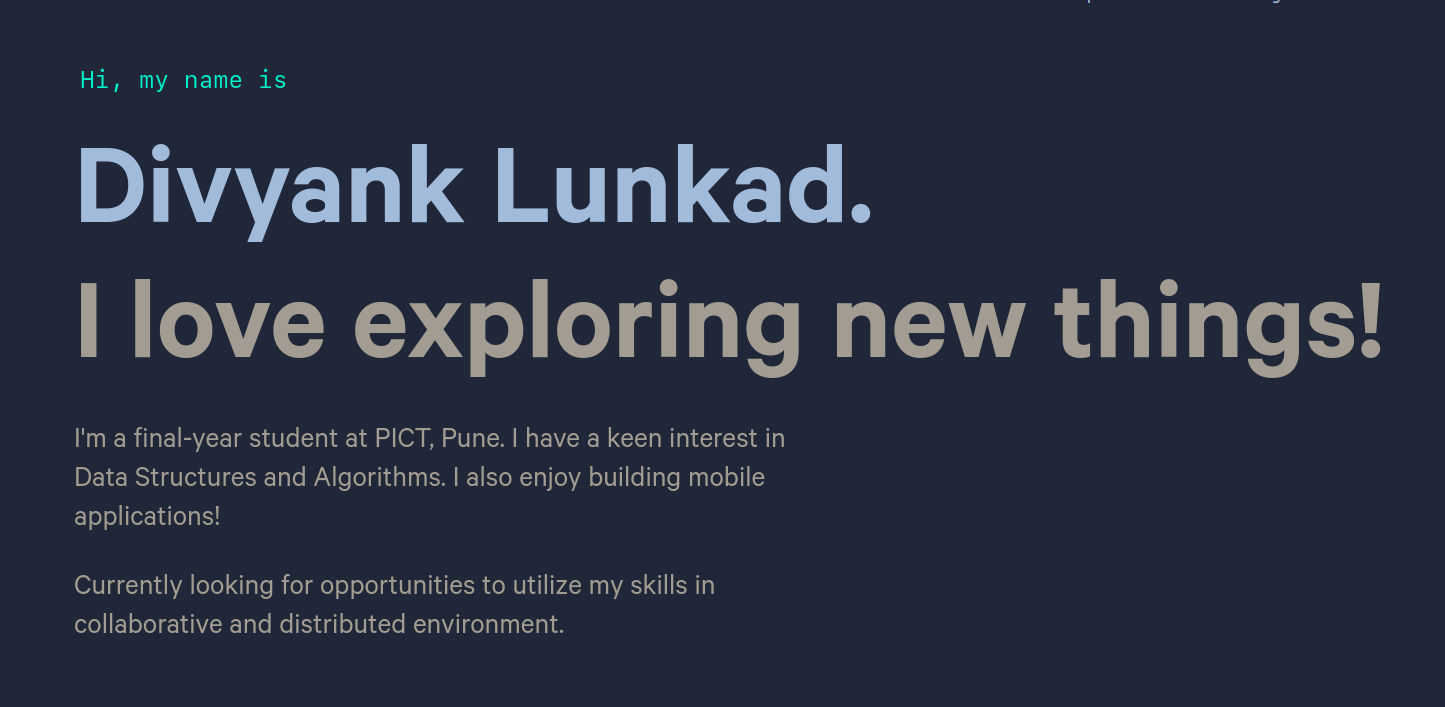 Hi, my name is
Divyank Lunkad.
I love exploring new things!
I'm a final-year student at PICT, Pune. I have a keen interest in
Data Structures and Algorithms. I also enjoy building mobile
applications!
Currently looking for opportunities to utilize my skills in
collaborative and distributed environment.